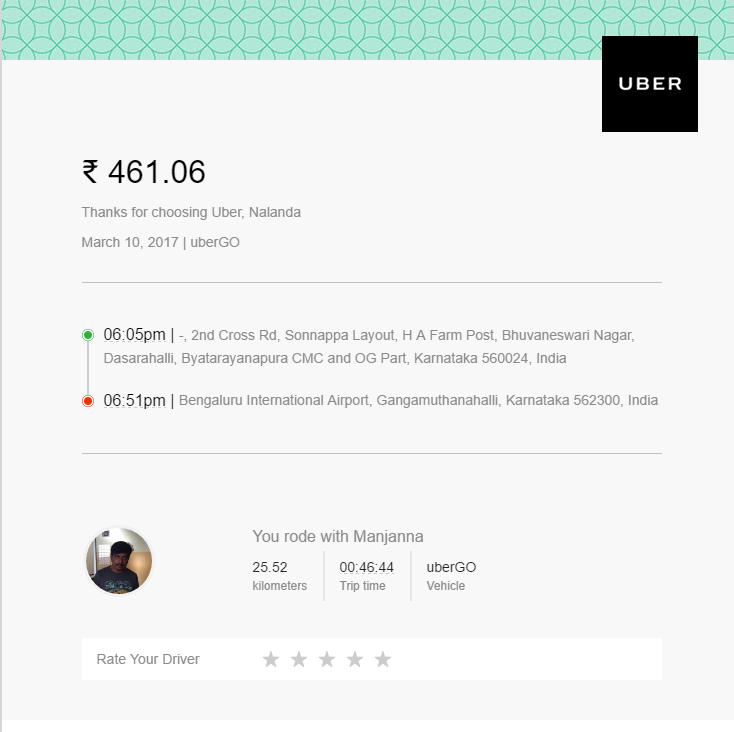 UBER
₹ 461.06
Thanks for choosing Uber, Nalanda
March 10, 2017 | uberGO
06:05pm | -, 2nd Cross Rd, Sonnappa Layout, H A Farm Post, Bhuvaneswari Nagar,
Dasarahalli, Byatarayanapura CMC and OG Part, Karnataka 560024, India
06:51pm | Bengaluru International Airport, Gangamuthanahalli, Karnataka 562300, India
You rode with Manjanna
25.52 00:46:44 uberGO
kilometers Trip time Vehicle
Rate Your Driver